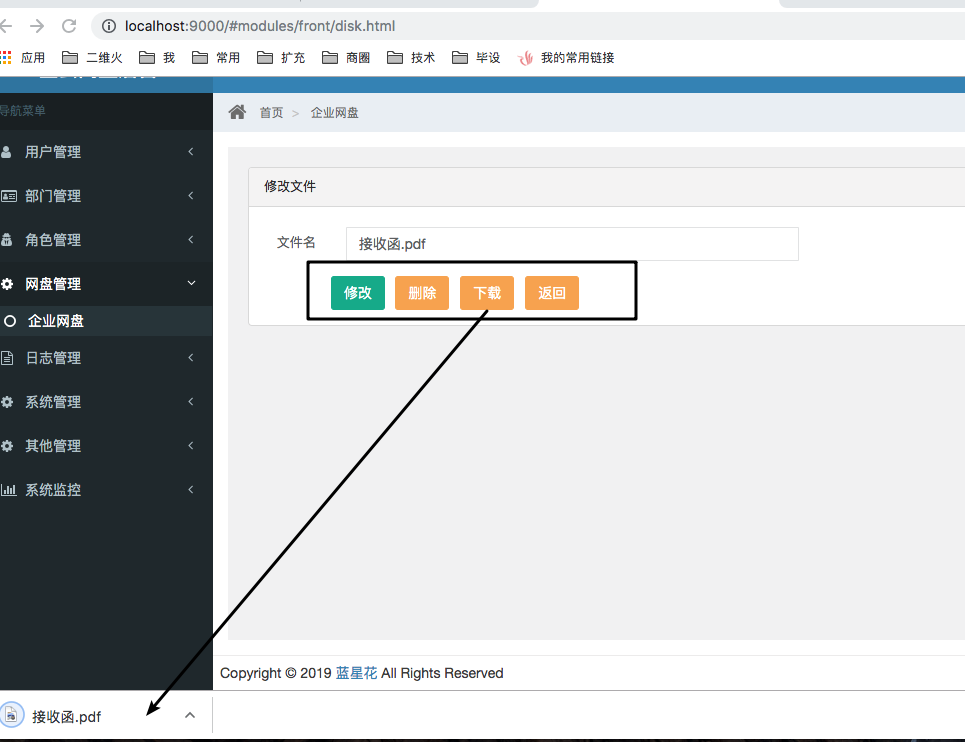 localhost:9000/#modules/front/disk.html
应用 二维火 我 常用 扩充 商圈 技术 毕设 我的常用链接
导航菜单
首页 > 企业网盘
用户管理
部门管理
角色管理
网盘管理
企业网盘
日志管理
系统管理
其他管理
系统监控
修改文件
文件名 接收函.pdf
修改 删除 下载 返回
Copyright © 2019 蓝星花 All Rights Reserved
接收函.pdf